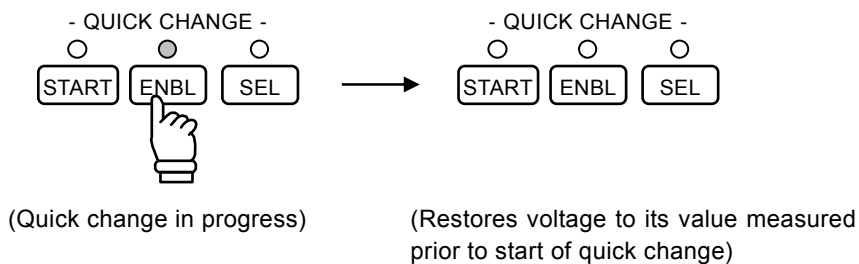 - QUICK CHANGE -
START ENBL SEL
(Quick change in progress)
- QUICK CHANGE -
START ENBL SEL
(Restores voltage to its value measured
prior to start of quick change)